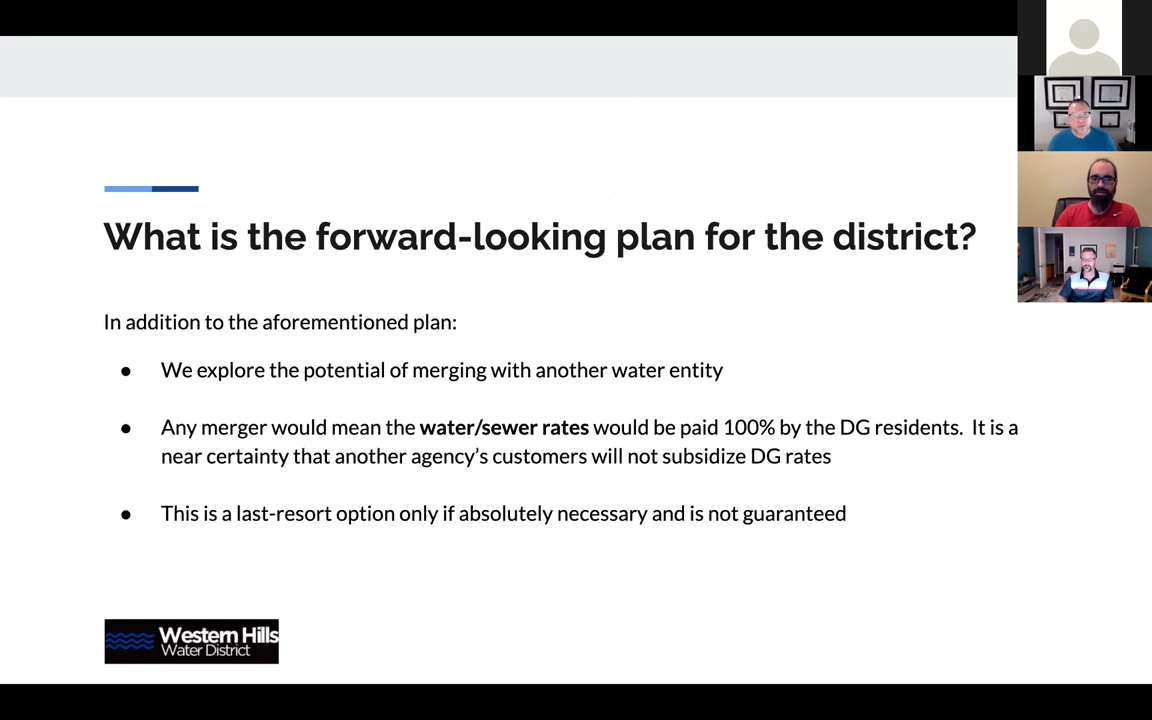 What is the forward-looking plan for the district?
In addition to the aforementioned plan:
● We explore the potential of merging with another water entity
● Any merger would mean the water/sewer rates would be paid 100% by the DG residents.  It is a
near certainty that another agency's customers will not subsidize DG rates
● This is a last-resort option only if absolutely necessary and is not guaranteed
Western Hills
Water District